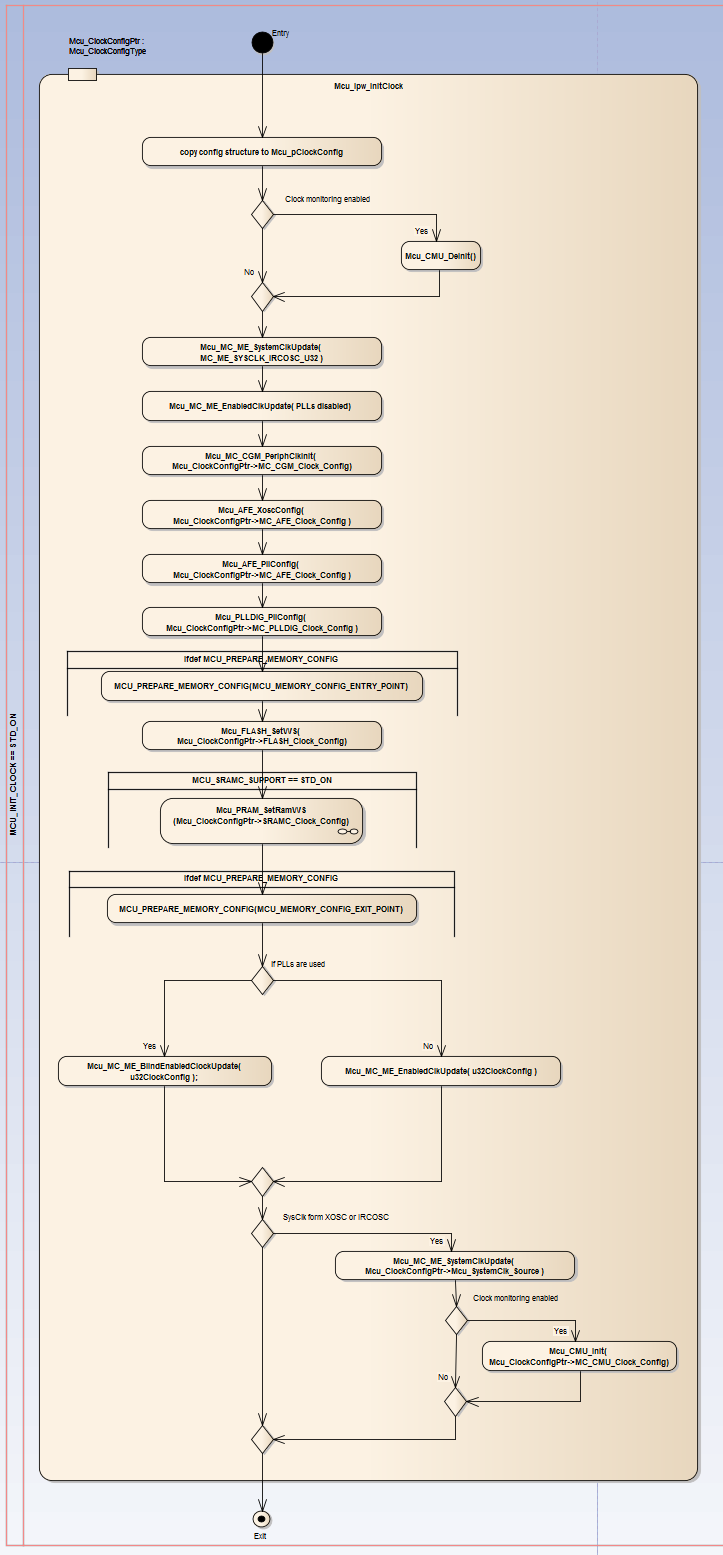 Entry
Mcu_ClockConfigPtr :
Mcu_ClockConfigType
Mcu_Ipw_InitClock
copy config structure to Mcu_pClockConfig
Clock monitoring enabled
Yes
Mcu_CMU_DeInit()
No
Mcu_MC_ME_SystemClkUpdate(
MC_ME_SYSCLK_IRCOSC_U32 )
Mcu_MC_ME_EnabledClkUpdate( PLLs disabled)
Mcu_MC_CGM_PeriphClkInit(
Mcu_ClockConfigPtr->MC_CGM_Clock_Config)
Mcu_AFE_XoscConfig(
Mcu_ClockConfigPtr->MC_AFE_Clock_Config )
Mcu_AFE_PllConfig(
Mcu_ClockConfigPtr->MC_AFE_Clock_Config )
Mcu_PLLDIG_PllConfig(
Mcu_ClockConfigPtr->MC_PLLDIG_Clock_Config )
ifdef MCU_PREPARE_MEMORY_CONFIG
MCU_PREPARE_MEMORY_CONFIG(MCU_MEMORY_CONFIG_ENTRY_POINT)
Mcu_FLASH_SetWS(
Mcu_ClockConfigPtr->FLASH_Clock_Config)
MCU_INIT_CLOCK == STD_ON
MCU_SRAMC_SUPPORT == STD_ON
Mcu_PRAM_SetRamWS
(Mcu_ClockConfigPtr->SRAMC_Clock_Config)
ifdef MCU_PREPARE_MEMORY_CONFIG
MCU_PREPARE_MEMORY_CONFIG(MCU_MEMORY_CONFIG_EXIT_POINT)
If PLLs are used
Yes
No
Mcu_MC_ME_BlindEnabledClockUpdate(
u32ClockConfig );
Mcu_MC_ME_EnabledClkUpdate( u32ClockConfig )
SysClk form XOSC or IRCOSC
Yes
Mcu_MC_ME_SystemClkUpdate(
Mcu_ClockConfigPtr->Mcu_SystemClk_Source )
Clock monitoring enabled
Yes
Mcu_CMU_Init(
Mcu_ClockConfigPtr->MC_CMU_Clock_Config)
No
Exit